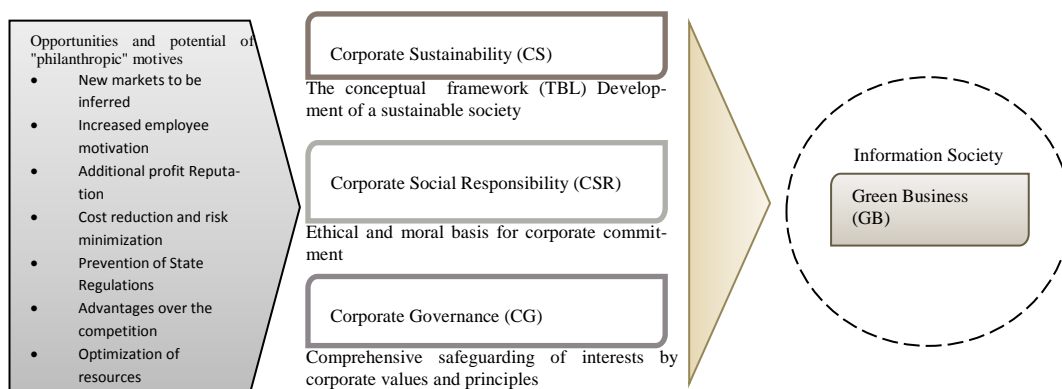 Opportunities and potential of
"philanthropic" motives
• New markets to be
inferred
• Increased employee
motivation
• Additional profit Reputa-
tion
• Cost reduction and risk
minimization
• Prevention of State
Regulations
• Advantages over the
competition
• Optimization of
resources
Corporate Sustainability (CS)
The conceptual framework (TBL) Develop-
ment of a sustainable society
Corporate Social Responsibility (CSR)
Ethical and moral basis for corporate commit-
ment
Corporate Governance (CG)
Comprehensive safeguarding of interests by
corporate values and principles
Information Society
Green Business
(GB)